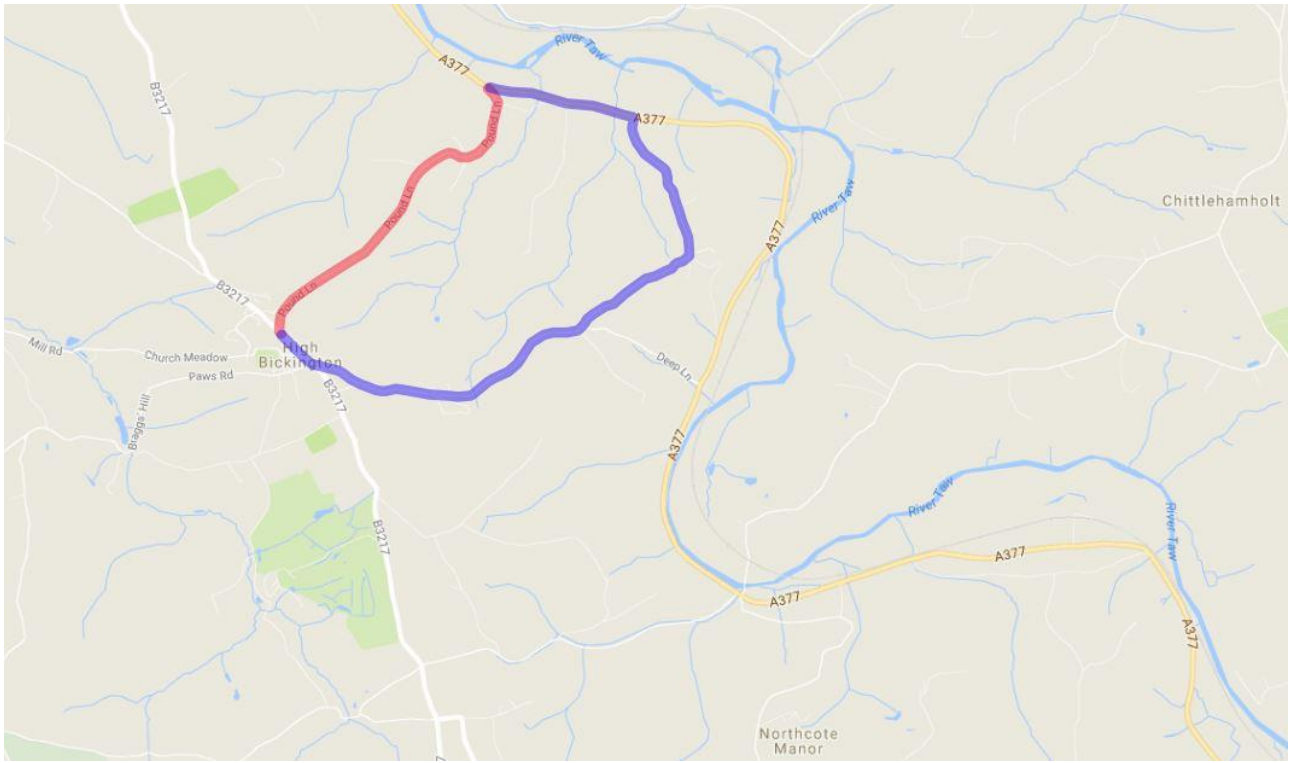 River Taw
A377
B3217
Pound Ln
A377
River Taw
Chittlehamholt
Pound Ln
A377
B3217
Pound Ln
Mill Rd
Church Meadow
High
Bickington
Paws Rd
Deep Ln
B3217
Bragg's Hill
A377
River Taw
River Taw
B3217
A377
A377
A377
Northcote
Manor